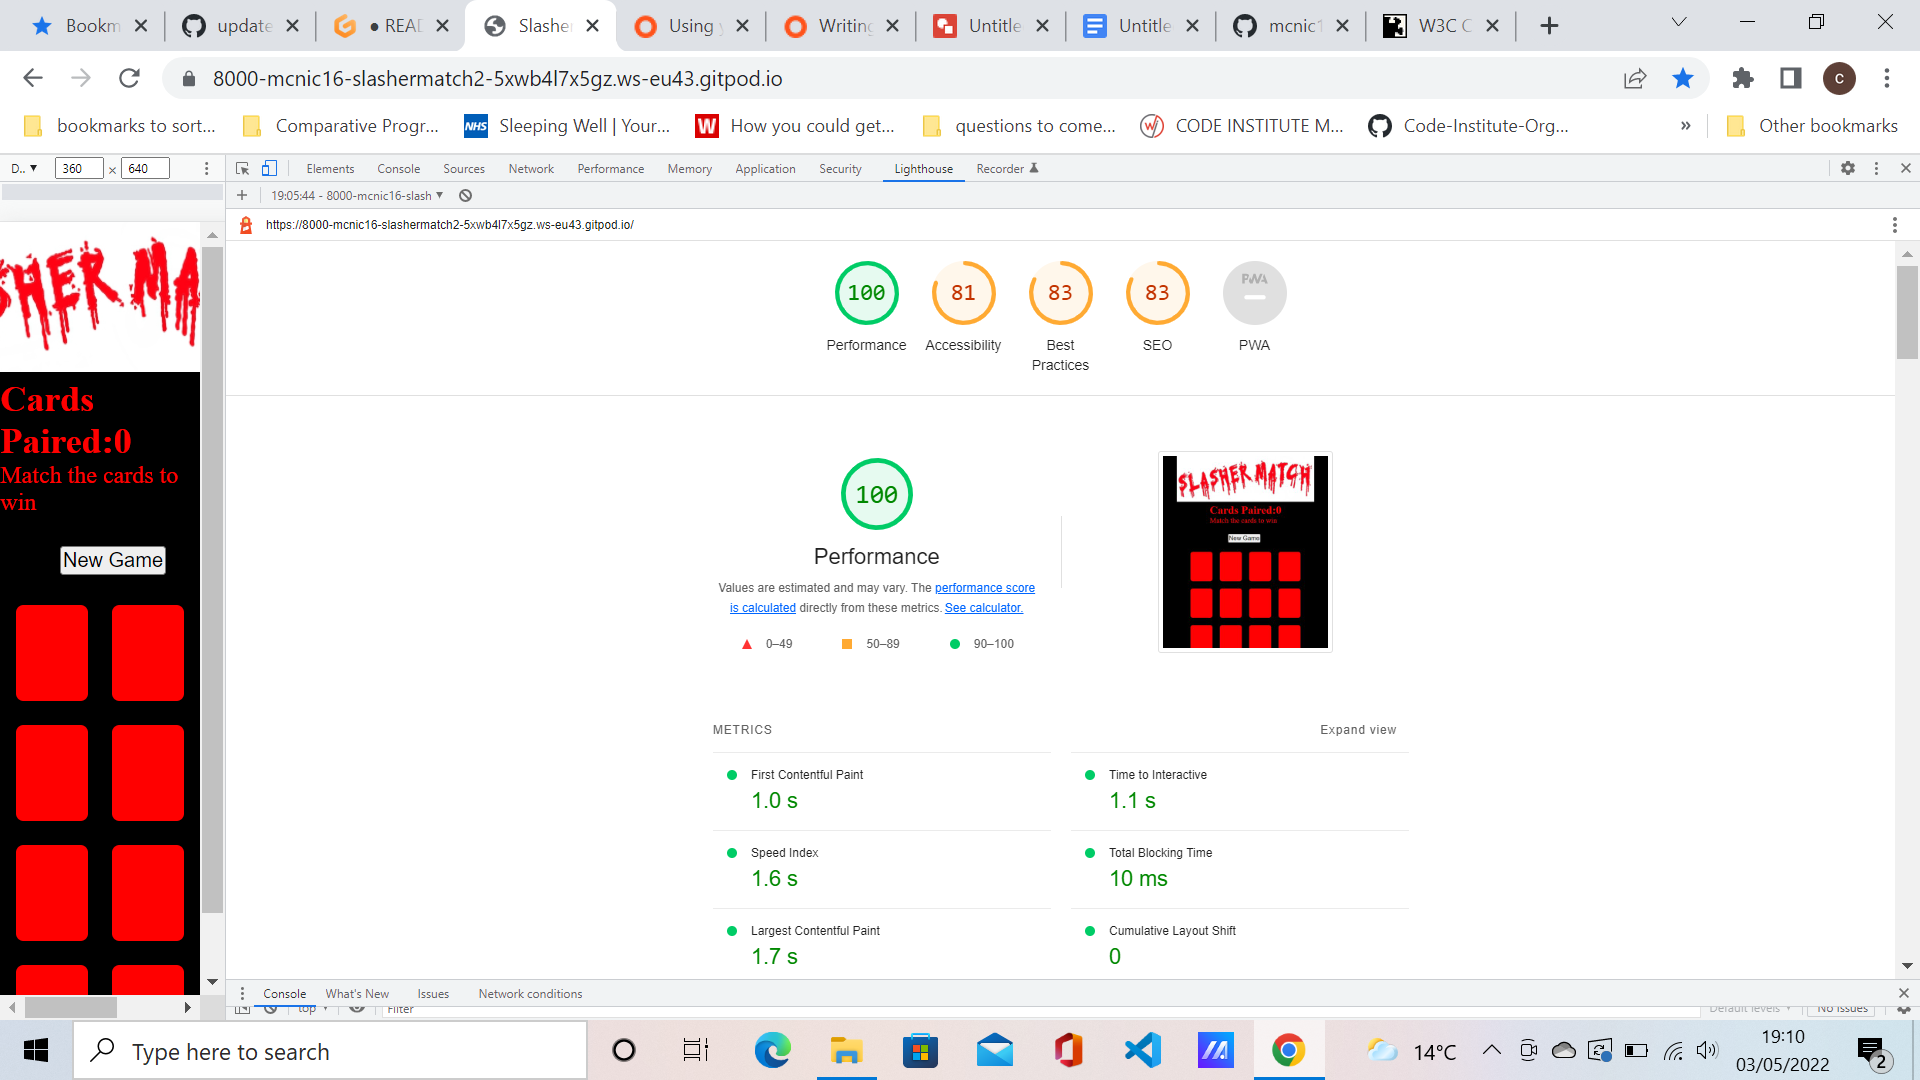 Bookm
update
● READ
Slasher
Using y
Writing
Untitle
Untitle
mcnic1
W3C C
8000-mcnic16-slashermatch2-5xwb4l7x5gz.ws-eu43.gitpod.io
c
bookmarks to sort...
Comparative Progr...
NHS
Sleeping Well | Your...
W
How you could get...
questions to come...
CODE INSTITUTE M...
Code-Institute-Org...
»
Other bookmarks
D.. ▼ 360 × 640
Elements Console Sources Network Performance Memory Application Security Lighthouse Recorder
19:05:44 - 8000-mcnic16-slash ▼
https://8000-mcnic16-slashermatch2-5xwb4l7x5gz.ws-eu43.gitpod.io/
SLASHER MA
Cards
Paired:0
Match the cards to
win
New Game
100 81 83 83 PWA
Performance Accessibility Best Practices SEO PWA
100
Performance
Values are estimated and may vary. The performance score
is calculated directly from these metrics. See calculator.
0–49 50–89 90–100
SLASHER MATCH
Cards Paired:0
Match the cards to win
New Game
METRICS
Expand view
First Contentful Paint
1.0 s
Time to Interactive
1.1 s
Speed Index
1.6 s
Total Blocking Time
10 ms
Largest Contentful Paint
1.7 s
Cumulative Layout Shift
0
Console What's New Issues Network conditions
top ▼ Filter Default levels ▼ No Issues
Type here to search
14°C
19:10
03/05/2022
2